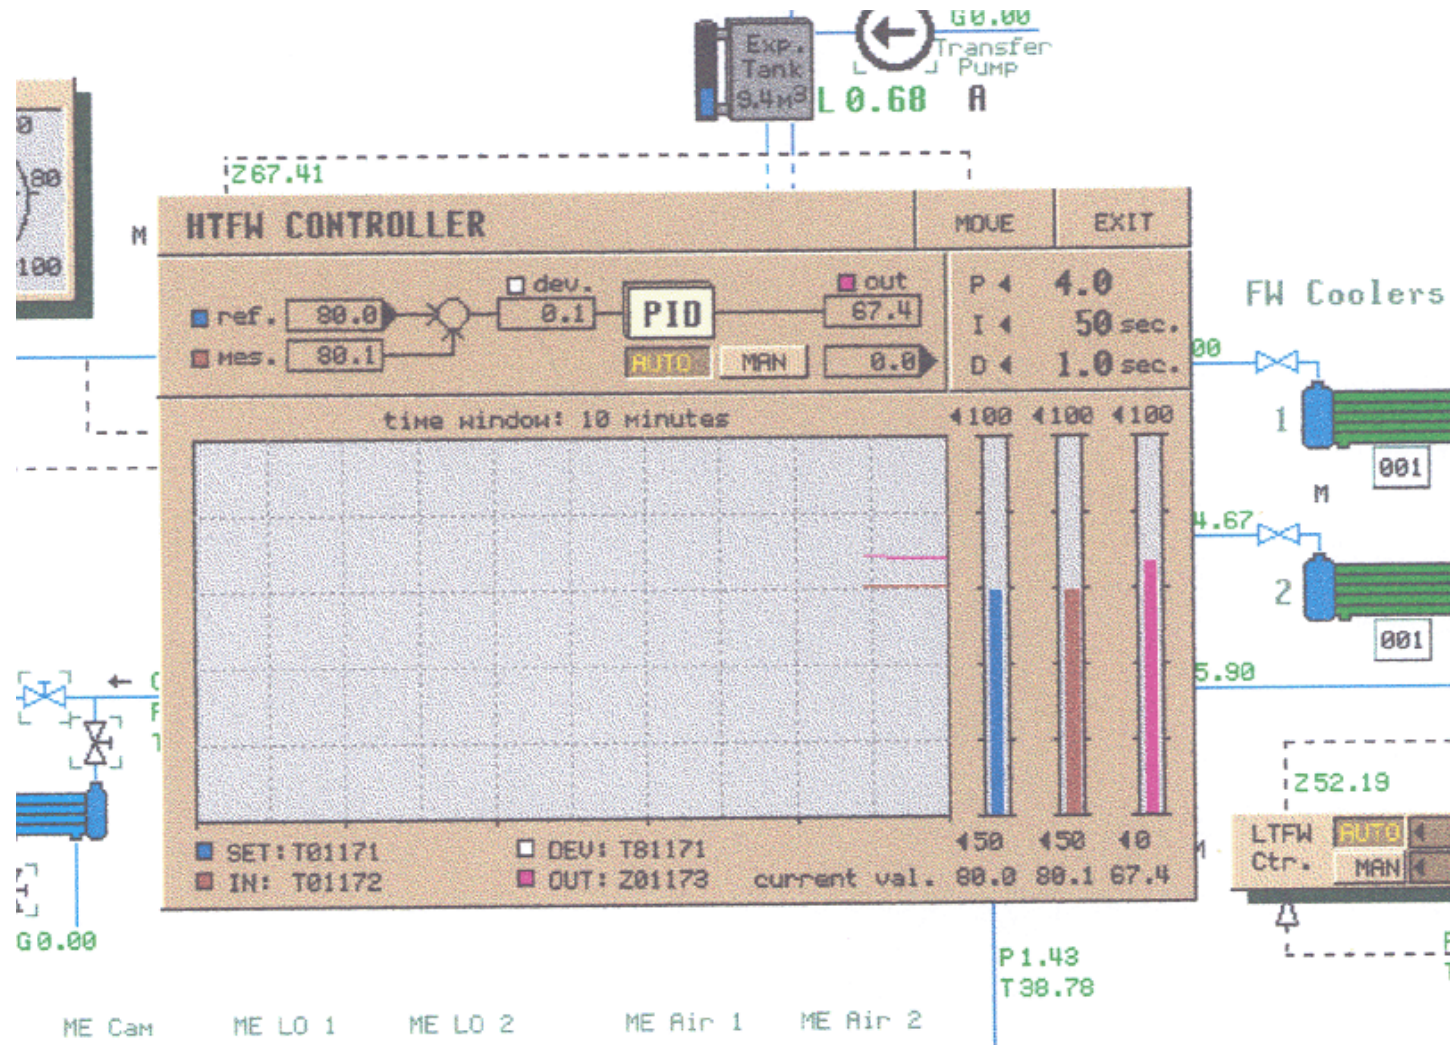 G0.00
Transfer
Pump
Exp.
Tank
9.4M3
L 0.68 A
80
100
M
Z67.41
HTFW CONTROLLER
MOVE
EXIT
ref. 80.0
mes. 80.1
dev.
0.1
PID
AUTO MAN
out
67.4
0.0
P 4.0
I 50 sec.
D 1.0 sec.
FW Coolers
00
1
001
M
4.67
2
001
5.90
time window: 10 minutes
100 100 100
50 50 0
SET: T01171
DEV: T81171
IN: T01172
OUT: Z01173
current val. 80.0 80.1 67.4
Z52.19
LTFW AUTO
Ctr. MAN
M
G0.00
P1.43
T38.78
ME Cam
ME LO 1
ME LO 2
ME Air 1
ME Air 2